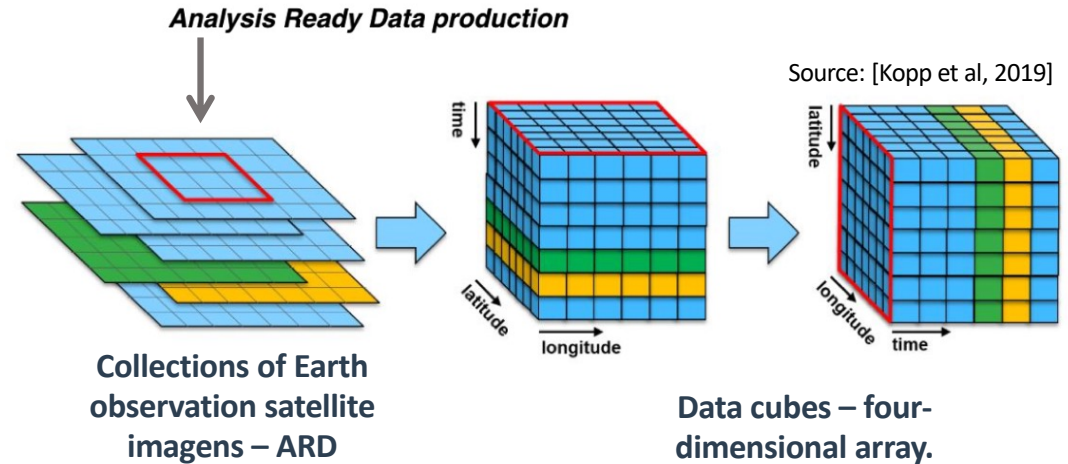 Analysis Ready Data production
Source: [Kopp et al, 2019]
time
latitude
longitude
latitude
longitude
time
Collections of Earth
observation satellite
imagens – ARD
Data cubes – four-
dimensional array.